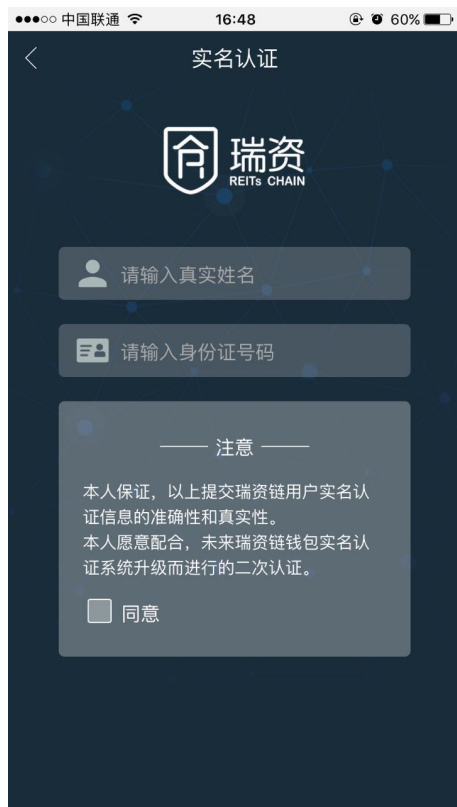 中国联通 16:48 60%
实名认证
瑞资
REITs CHAIN
请输入真实姓名
请输入身份证号码
注意
本人保证，以上提交瑞资链用户实名认
证信息的准确性和真实性。
本人愿意配合，未来瑞资链钱包实名认
证系统升级而进行的二次认证。
同意